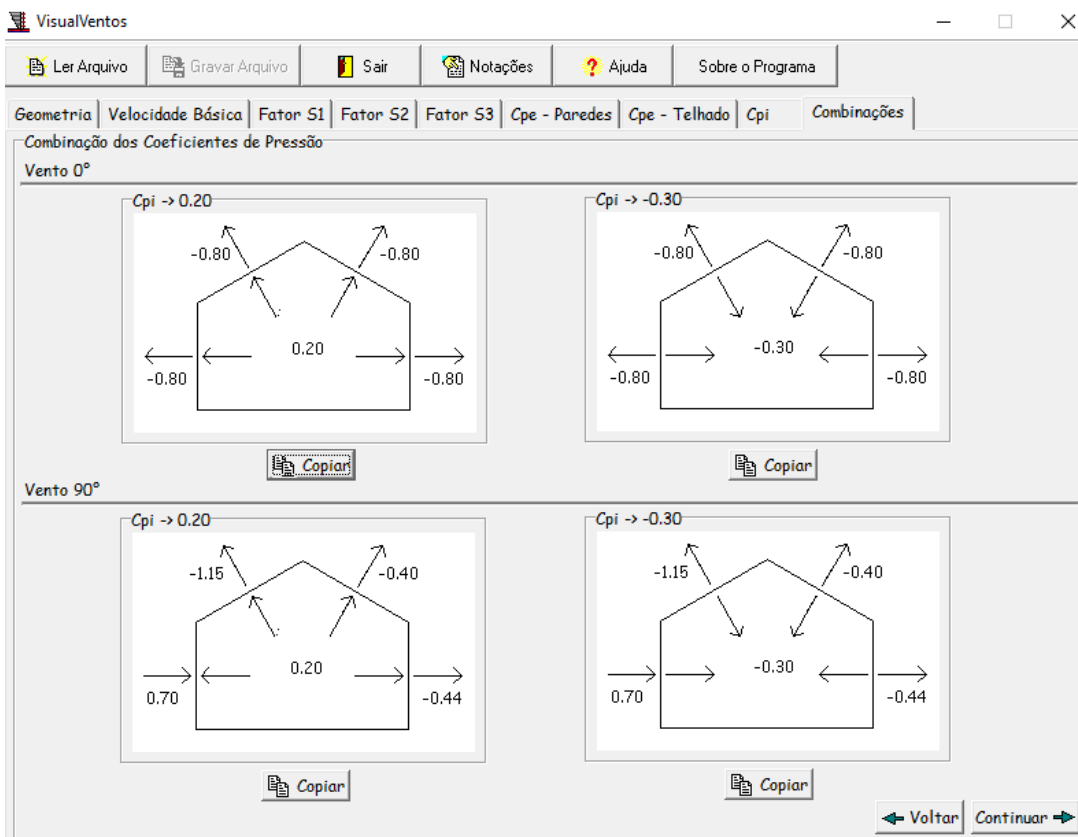 VisualVentos
Ler Arquivo Gravar Arquivo Sair Notações Ajuda Sobre o Programa
Geometria Velocidade Básica Fator S1 Fator S2 Fator S3 Cpe - Paredes Cpe - Telhado Cpi Combinações
Combinação dos Coeficientes de Pressão
Vento 0°
Cpi -> 0.20
-0.80 -0.80
0.20
-0.80 -0.80
Copiar
Cpi -> -0.30
-0.80 -0.80
-0.30
-0.80 -0.80
Copiar
Vento 90°
Cpi -> 0.20
-1.15 -0.40
0.20
0.70 -0.44
Copiar
Cpi -> -0.30
-1.15 -0.40
-0.30
0.70 -0.44
Copiar
Voltar Continuar